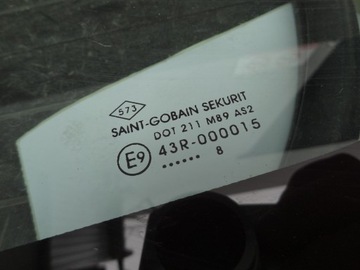 573
SAINT-GOBAIN SEKURIT
DOT 211 M89 AS2
E9 43R-000015
...... 8